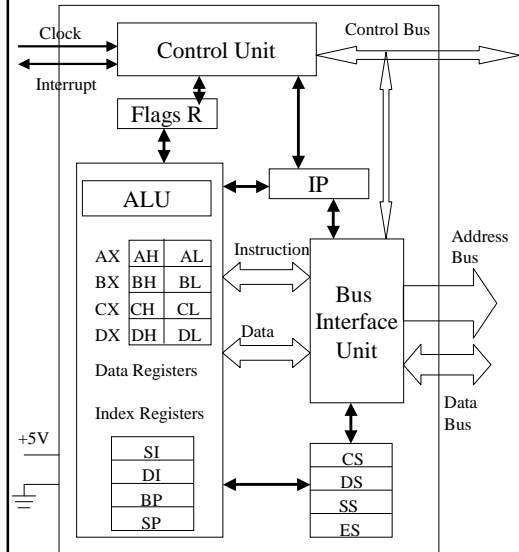 Clock
Control Unit
Control Bus
Interrupt
Flags R
IP
ALU
Instruction
Address
Bus
AX AH AL
BX BH BL
CX CH CL
DX DH DL
Bus
Interface
Unit
Data
Data Registers
Data
Bus
Index Registers
+5V
SI
DI
BP
SP
CS
DS
SS
ES